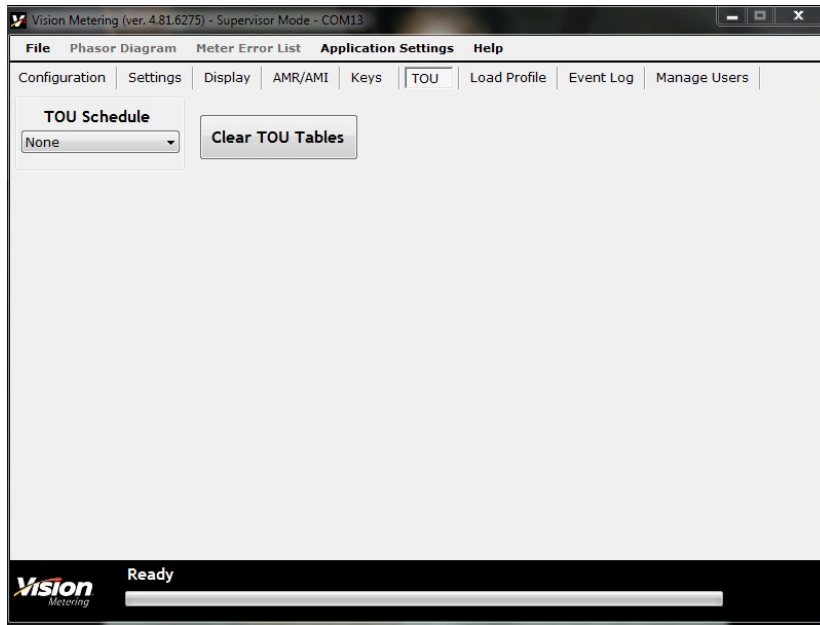 Vision Metering (ver. 4.81.6275) - Supervisor Mode - COM13
File Phasor Diagram Meter Error List Application Settings Help
Configuration Settings Display AMR/AMI Keys TOU Load Profile Event Log Manage Users
TOU Schedule
None
Clear TOU Tables
Ready
Vision
Metering